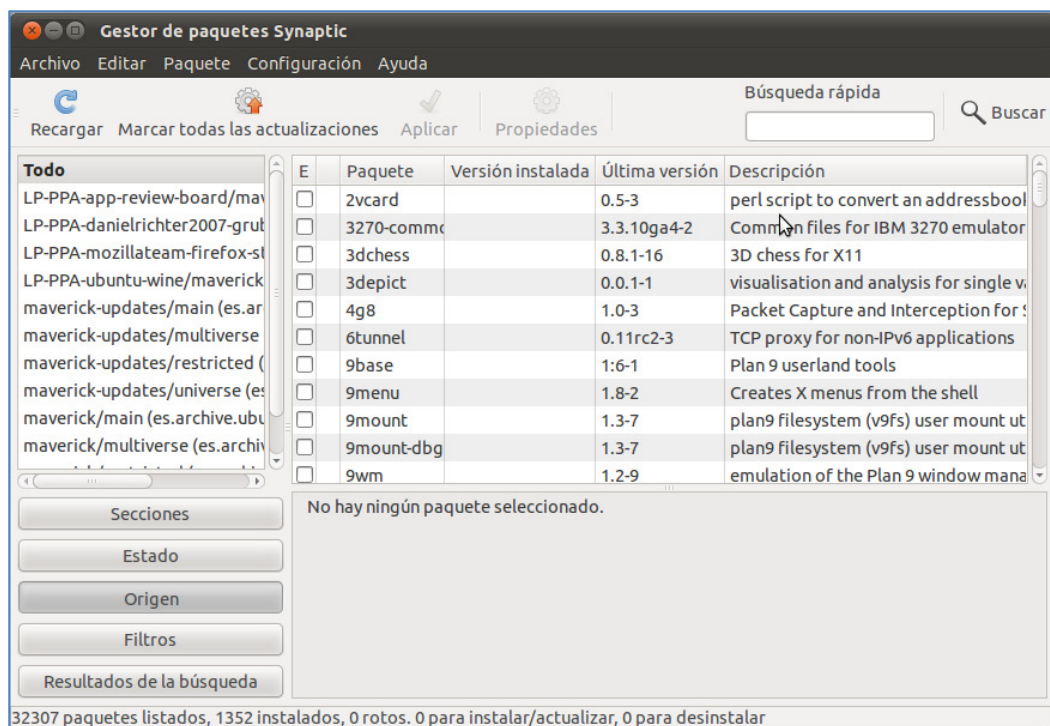 Gestor de paquetes Synaptic
Archivo Editar Paquete Configuración Ayuda
Recargar Marcar todas las actualizaciones Aplicar Propiedades Búsqueda rápida Buscar
Todo
LP-PPA-app-review-board/mav
LP-PPA-danielrichter2007-grub
LP-PPA-mozillateam-firefox-st
LP-PPA-ubuntu-wine/maverick
maverick-updates/main (es.ar
maverick-updates/multiverse
maverick-updates/restricted (
maverick-updates/universe (es
maverick/main (es.archive.ubu
maverick/multiverse (es.archiv
Secciones
Estado
Origen
Filtros
Resultados de la búsqueda
E Paquete Versión instalada Última versión Descripción
2vcard 0.5-3 perl script to convert an addressbook
3270-commo 3.3.10ga4-2 Common files for IBM 3270 emulator
3dchess 0.8.1-16 3D chess for X11
3depict 0.0.1-1 visualisation and analysis for single va
4g8 1.0-3 Packet Capture and Interception for S
6tunnel 0.11rc2-3 TCP proxy for non-IPv6 applications
9base 1:6-1 Plan 9 userland tools
9menu 1.8-2 Creates X menus from the shell
9mount 1.3-7 plan9 filesystem (v9fs) user mount ut
9mount-dbg 1.3-7 plan9 filesystem (v9fs) user mount ut
9wm 1.2-9 emulation of the Plan 9 window mana
No hay ningún paquete seleccionado.
32307 paquetes listados, 1352 instalados, 0 rotos. 0 para instalar/actualizar, 0 para desinstalar